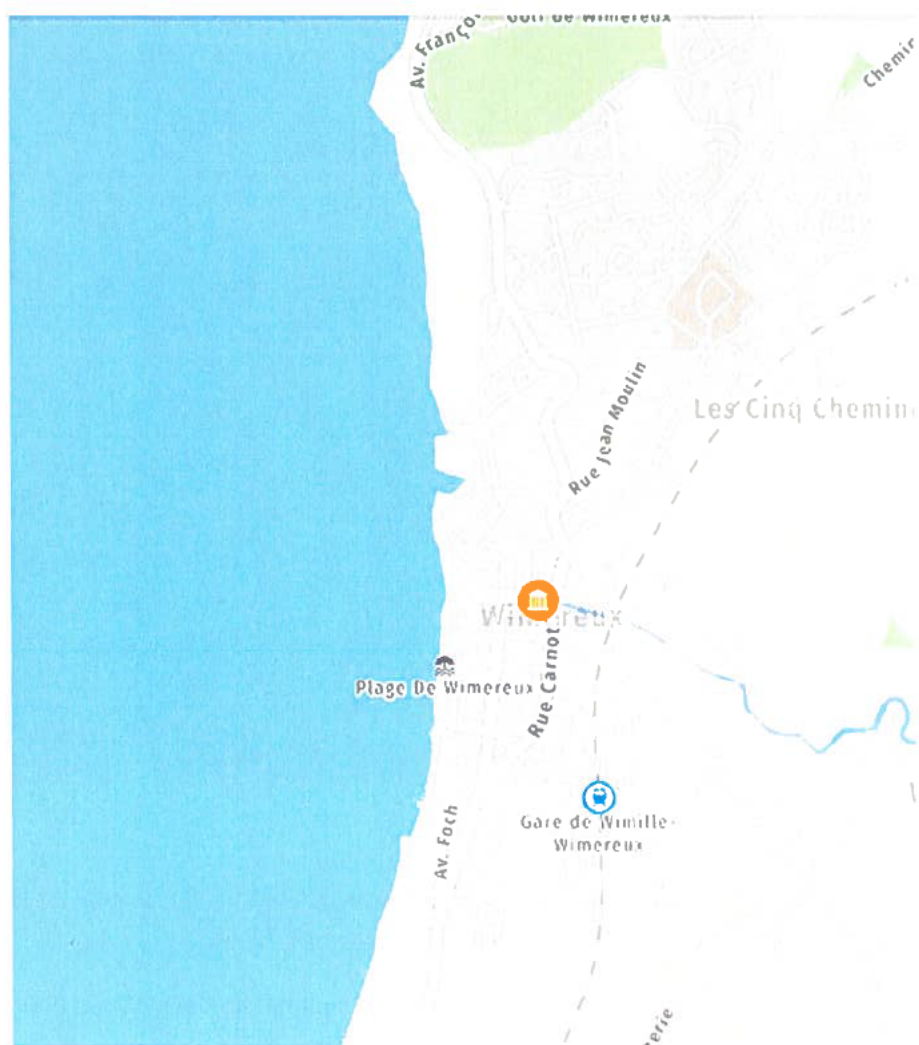 Golf de Wimereux
Av. Franço
Chemin
Rue Jean Moulin
Les Cinq Chemin
Wimereux
Rue Carnot
Plage De Wimereux
Gare de Wimille-
Wimereux
Av. Foch
erie